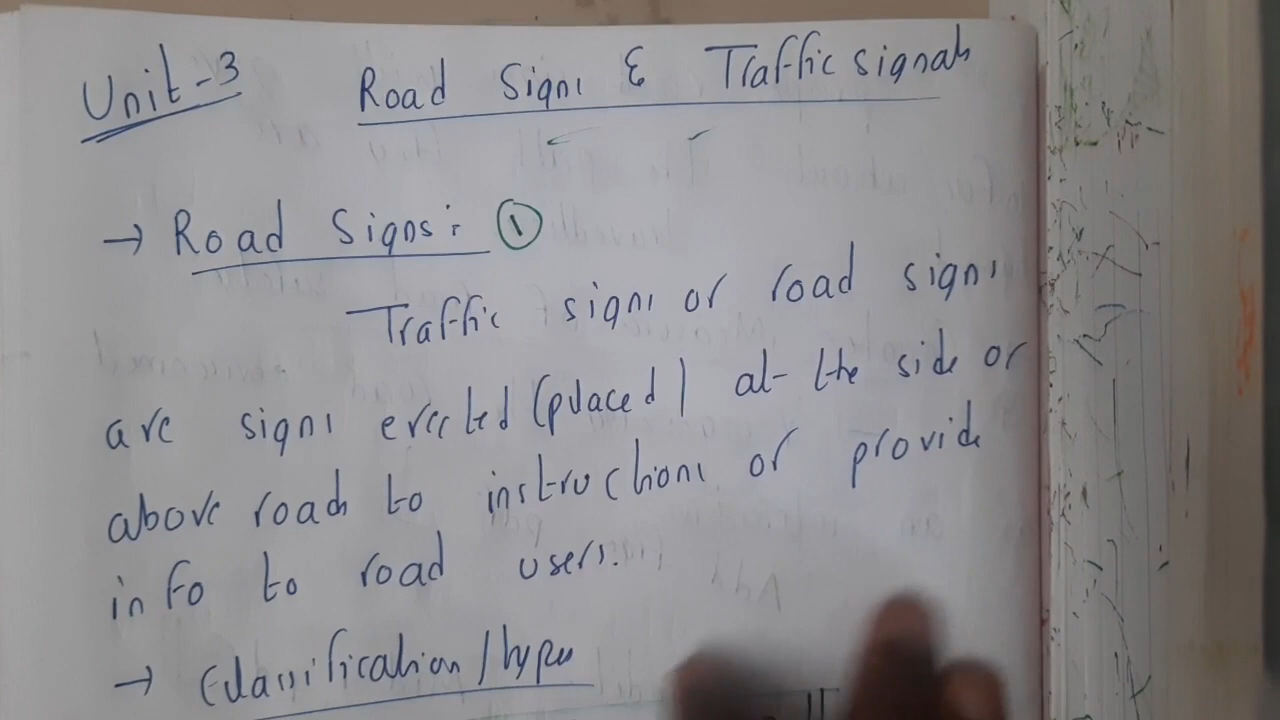 Unit-3 Road Signs & Traffic signals
→ Road Signs: ①
Traffic signs or road signs
are signs erected (placed) at the side or
above roads to instructions or provide
info to road users.
→ Classification/types